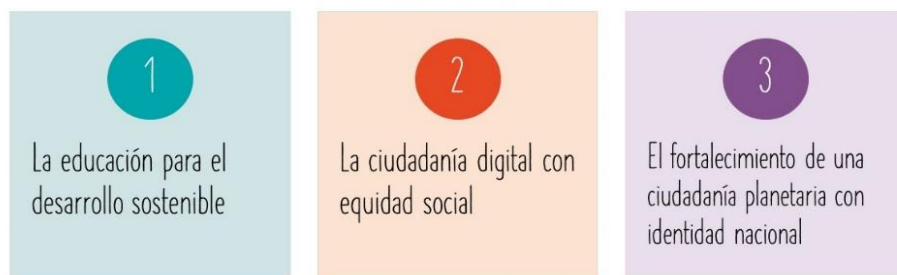 1
La educación para el
desarrollo sostenible
2
La ciudadanía digital con
equidad social
3
El fortalecimiento de una
ciudadanía planetaria con
identidad nacional